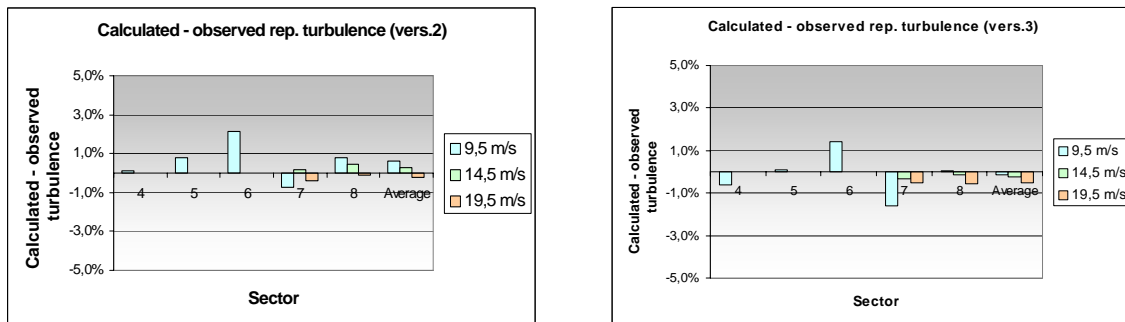 Calculated - observed rep. turbulence (vers.2)
5,0%
3,0%
1,0%
-1,0%
-3,0%
-5,0%
4 5 6 7 8 Average
Calculated - observed
turbulence
Sector
9,5 m/s
14,5 m/s
19,5 m/s
Calculated - observed rep. turbulence (vers.3)
5,0%
3,0%
1,0%
-1,0%
-3,0%
-5,0%
4 5 6 7 8 Average
Calculated - observed
turbulence
Sector
9,5 m/s
14,5 m/s
19,5 m/s